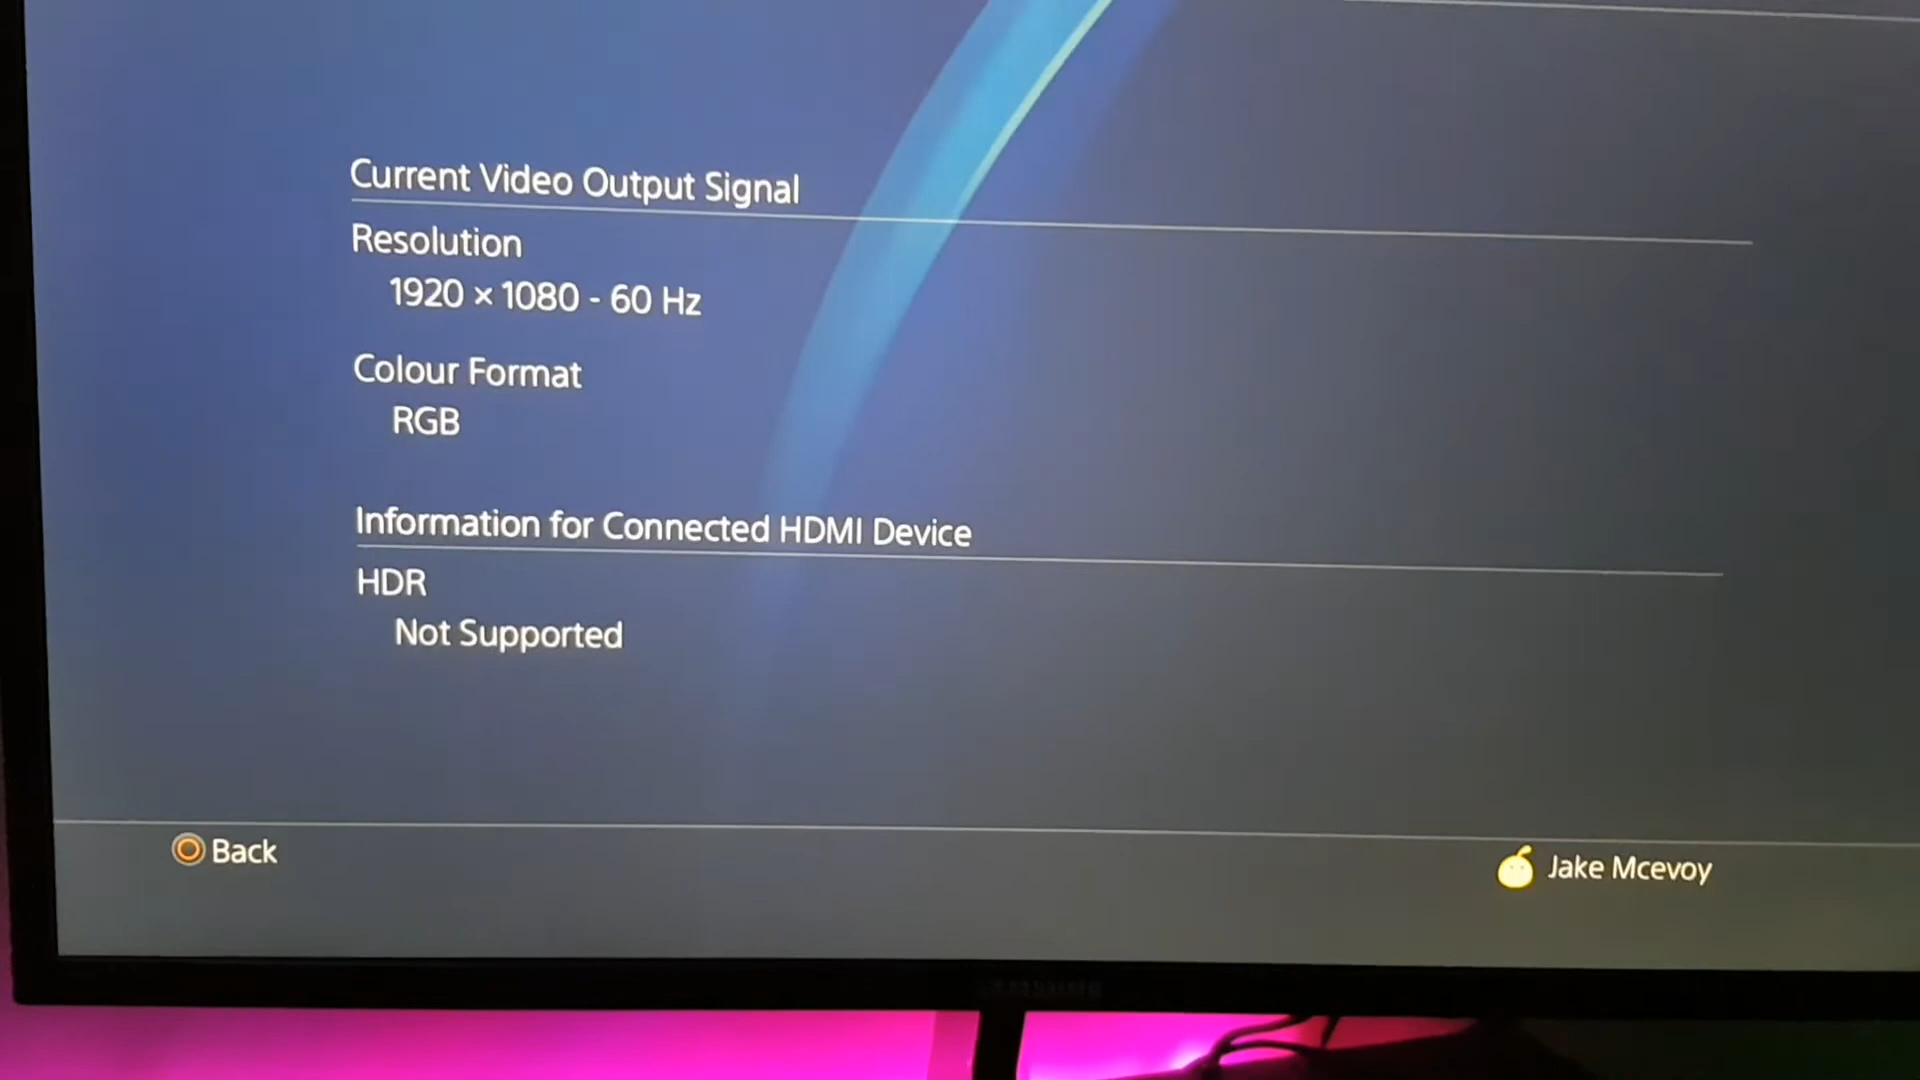 Current Video Output Signal
Resolution
1920 × 1080 - 60 Hz
Colour Format
RGB
Information for Connected HDMI Device
HDR
Not Supported
Back
Jake Mcevoy